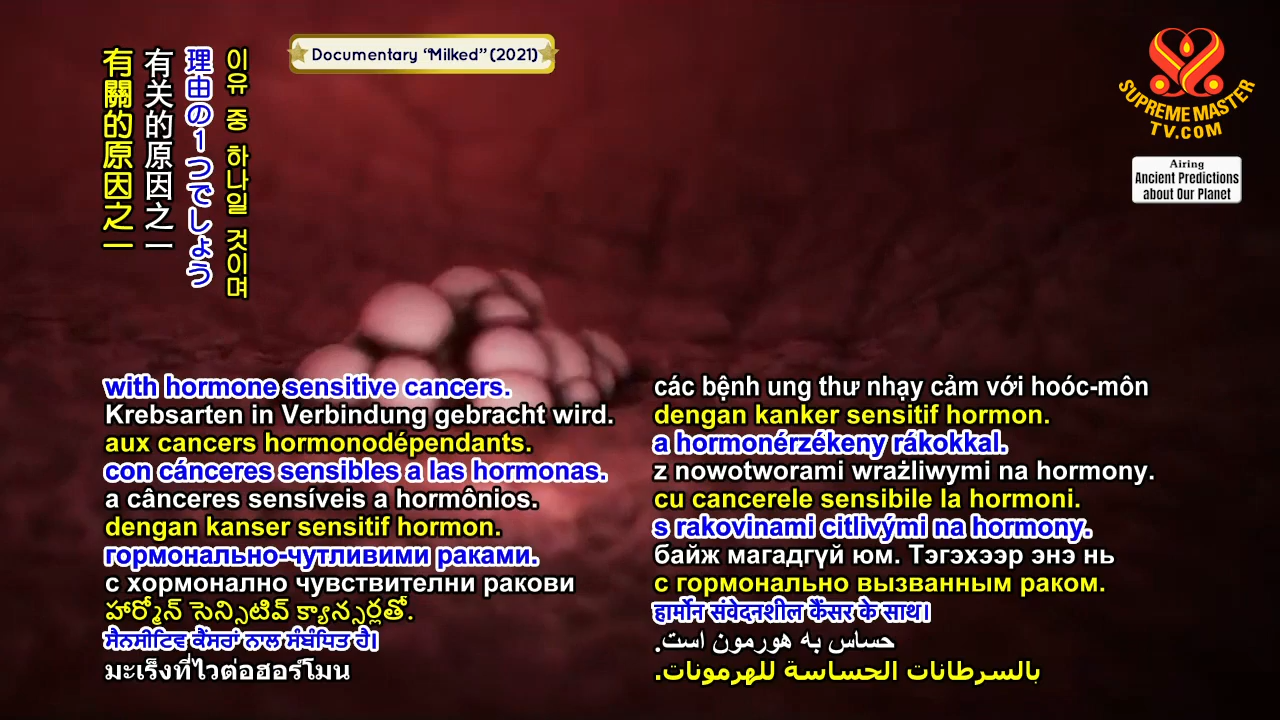 Documentary “Milked” (2021)
SUPREME MASTER
TV.COM
Airing
Ancient Predictions
about Our Planet
有關的原因之一
有关的原因之一
理由の1つでしょう
이유 중 하나일 것이며
with hormone sensitive cancers.
Krebsarten in Verbindung gebracht wird.
aux cancers hormonodépendants.
con cánceres sensibles a las hormonas.
a cânceres sensíveis a hormônios.
dengan kanser sensitif hormon.
гормонально-чутливими раками.
с хормонално чувствителни ракови
హార్మోన్ సెన్సిటివ్ క్యాన్సర్లతో.
ਸੈਨਸੀਟਿਵ ਕੈਂਸਰਾਂ ਨਾਲ ਸੰਬੰਧਿਤ ਹੈ।
มะเร็งที่ไวต่อฮอร์โมน
các bệnh ung thư nhạy cảm với hoóc-môn
dengan kanker sensitif hormon.
a hormonérzékeny rákokkal.
z nowotworami wrażliwymi na hormony.
cu cancerele sensibile la hormoni.
s rakovinami citlivými na hormony.
байж магадгүй юм. Тэгэхээр энэ нь
с гормонально вызванным раком.
हार्मोन संवेदनशील कैंसर के साथ।
حساس به هورمون است.
بالسرطانات الحساسة للهرمونات.